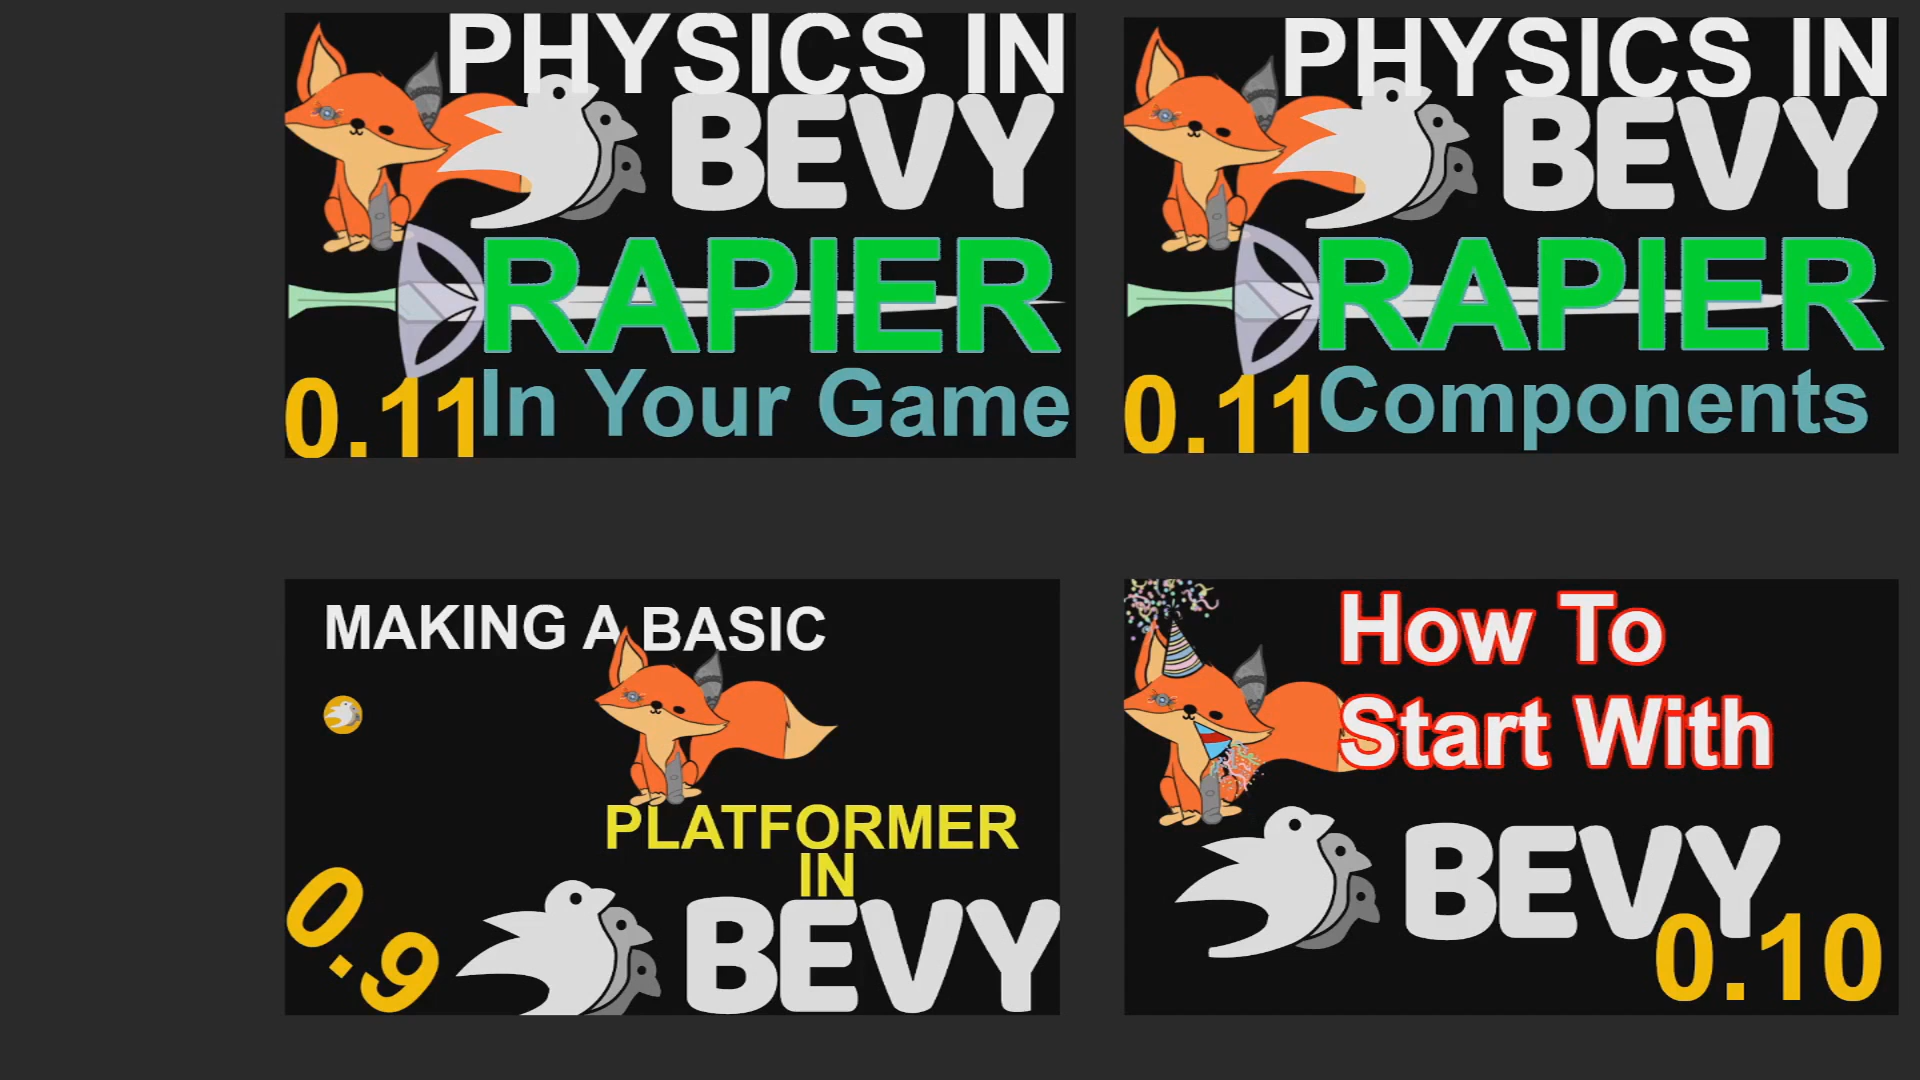 PHYSICS IN
BEVY
RAPIER
0.11 In Your Game
PHYSICS IN
BEVY
RAPIER
0.11 Components
MAKING A BASIC
PLATFORMER
IN
BEVY
0.9
How To
Start With
BEVY
0.10